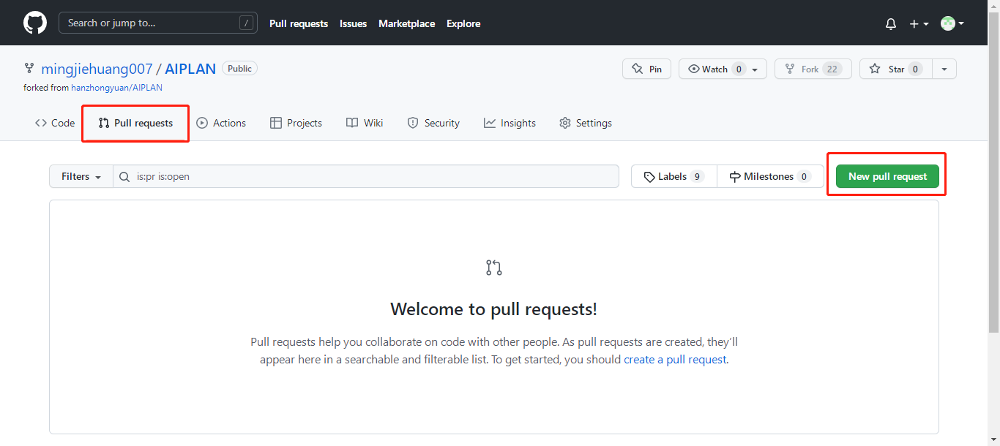 Search or jump to... / Pull requests Issues Marketplace Explore
mingjiehuang007 / AIPLAN Public Pin Watch 0 Fork 22 Star 0
forked from hanzhongyuan/AIPLAN
Code Pull requests Actions Projects Wiki Security Insights Settings
Filters is:pr is:open Labels 9 Milestones 0 New pull request
Welcome to pull requests!
Pull requests help you collaborate on code with other people. As pull requests are created, they’ll
appear here in a searchable and filterable list. To get started, you should create a pull request.